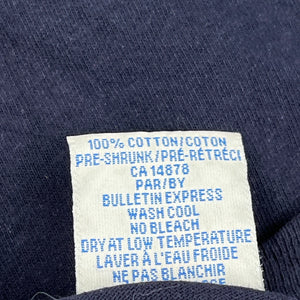 100% COTTON/COTON
PRE-SHRUNK/PRÉ-RÉTRÉCI
CA 14878
PAR/BY
BULLETIN EXPRESS
WASH COOL
NO BLEACH
DRY AT LOW TEMPERATURE
LAVER À L'EAU FROIDE
NE PAS BLANCHIR